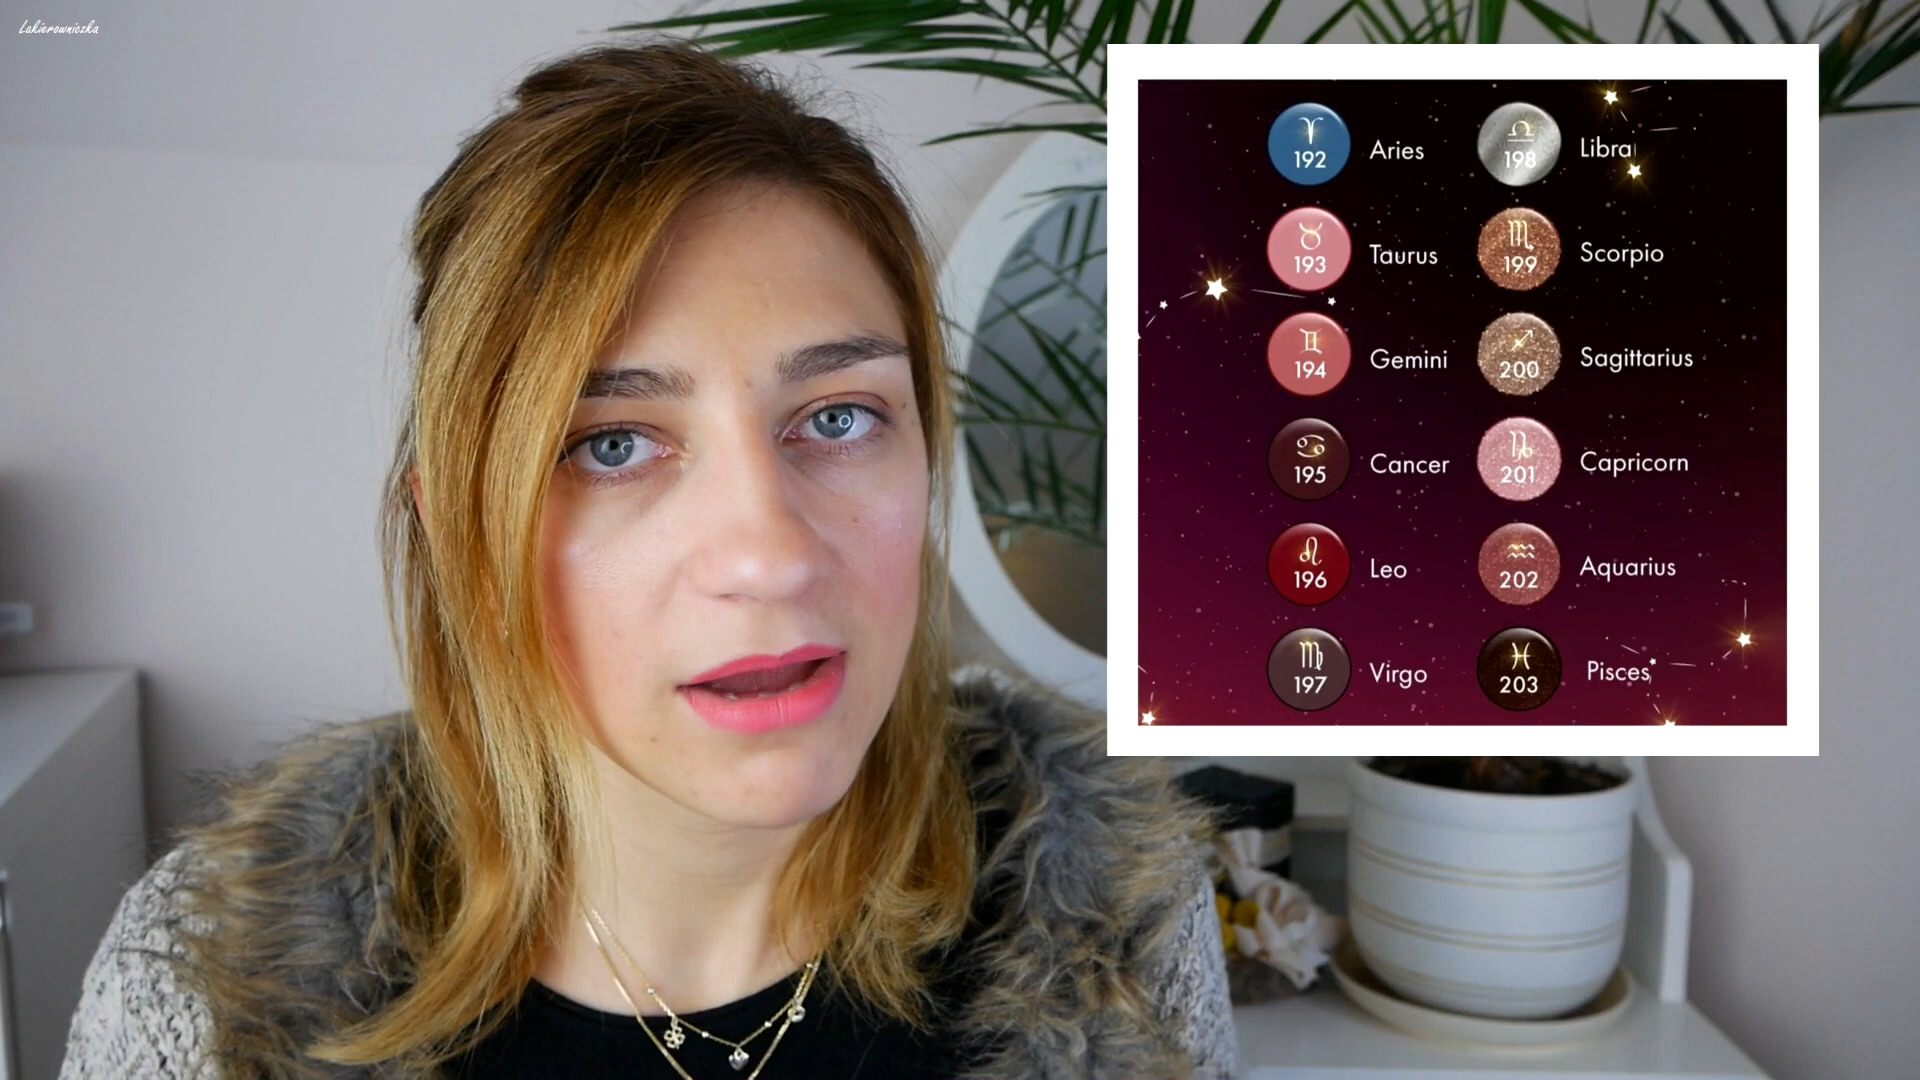 Lakierowniczka
192 Aries
198 Libra
193 Taurus
199 Scorpio
194 Gemini
200 Sagittarius
195 Cancer
201 Capricorn
196 Leo
202 Aquarius
197 Virgo
203 Pisces